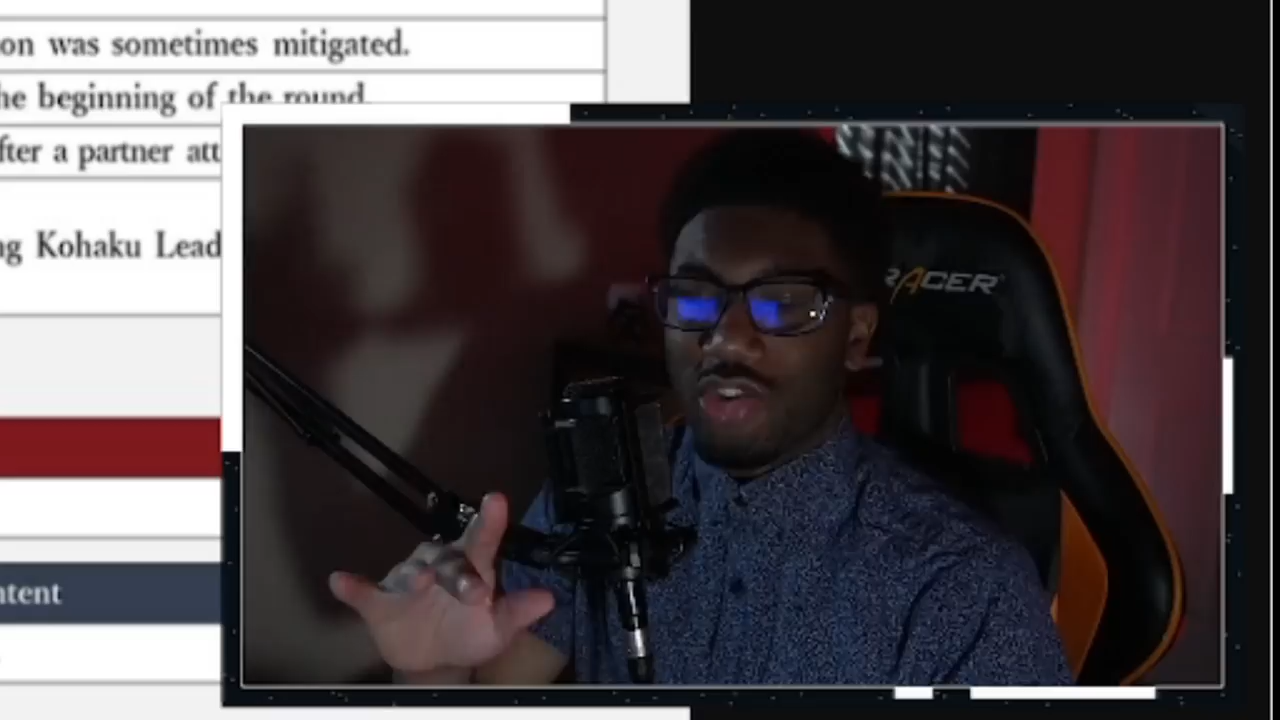 on was sometimes mitigated.
he beginning of the round.
fter a partner att
ng Kohaku Lead
RACER
ntent